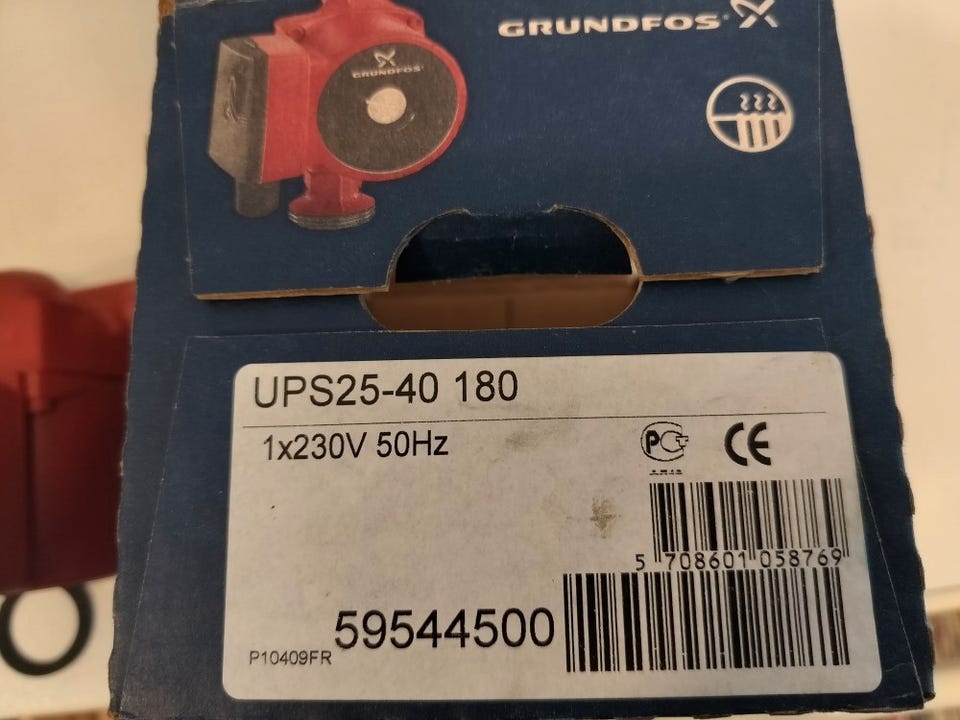 GRUNDFOS
GRUNDFOS
UPS25-40 180
1x230V 50Hz
CE
5 708601 058769
59544500
P10409FR